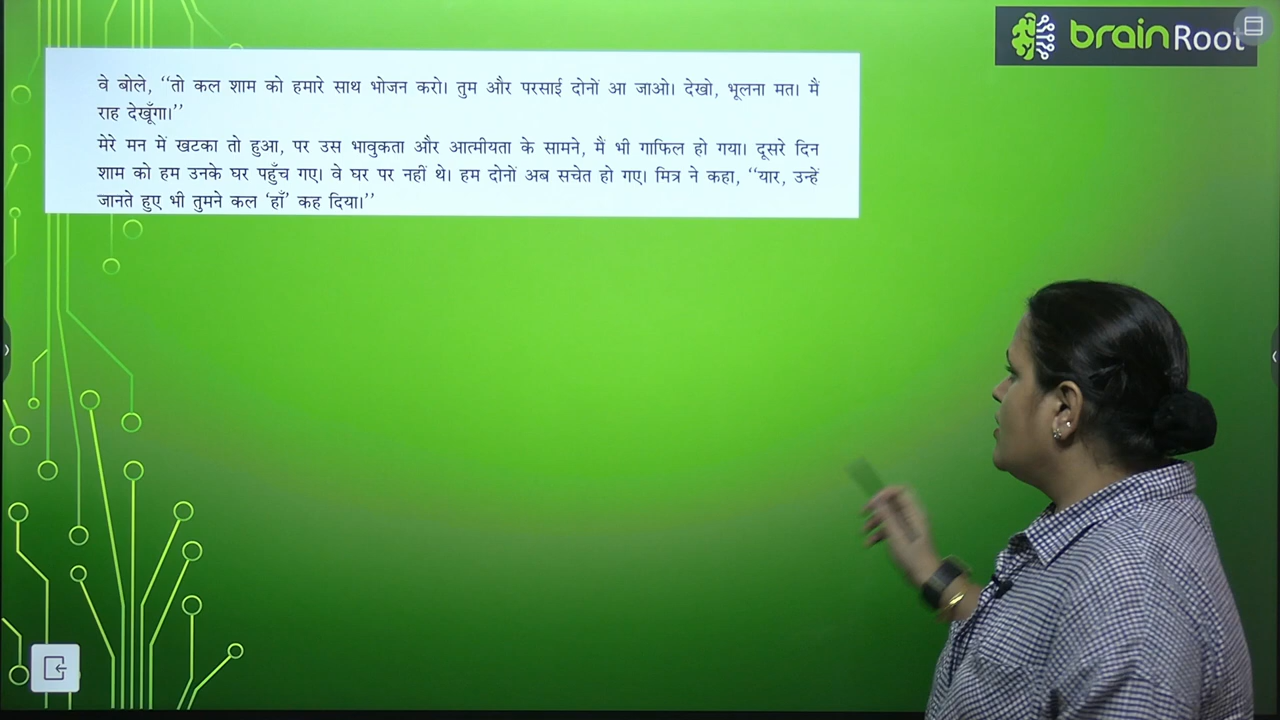 brainRoot
वे बोले, ‘‘तो कल शाम को हमारे साथ भोजन करो। तुम और परसाई दोनों आ जाओ। देखो, भूलना मत। मैं
राह देखूँगा।’’
मेरे मन में खटका तो हुआ, पर उस भावुकता और आत्मीयता के सामने, मैं भी गाफिल हो गया। दूसरे दिन
शाम को हम उनके घर पहुँच गए। वे घर पर नहीं थे। हम दोनों अब सचेत हो गए। मित्र ने कहा, ‘‘यार, उन्हें
जानते हुए भी तुमने कल ‘हाँ’ कह दिया।’’